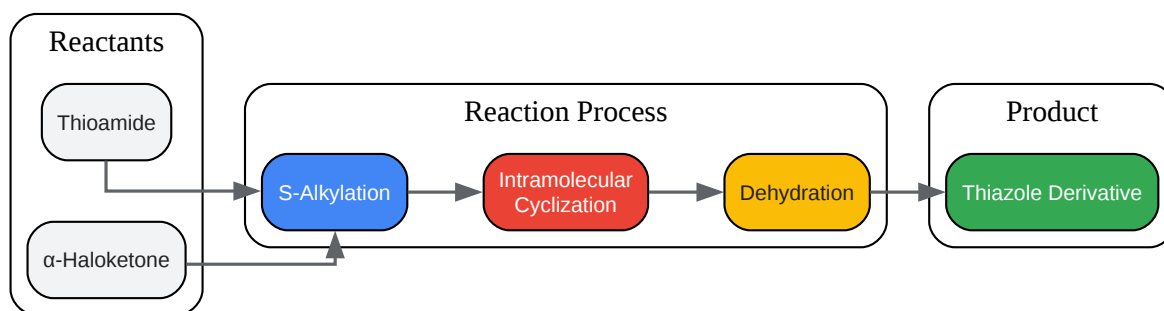 Reactants
Thioamide
α-Haloketone
Reaction Process
S-Alkylation
Intramolecular
Cyclization
Dehydration
Product
Thiazole Derivative